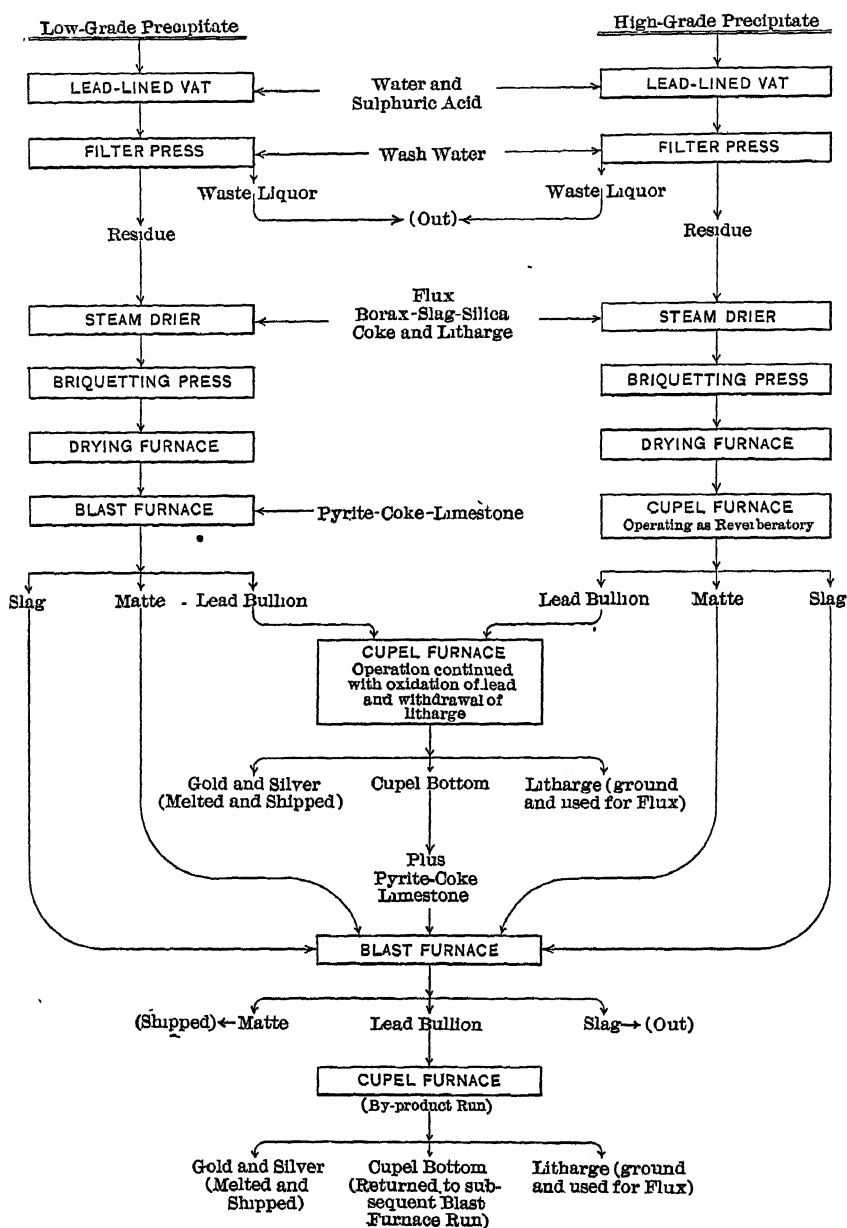 Low-Grade Precipitate
High-Grade Precipitate
LEAD-LINED VAT
Water and
Sulphuric Acid
LEAD-LINED VAT
FILTER PRESS
Wash Water
FILTER PRESS
Waste Liquor
Waste Liquor
(Out)
Residue
Residue
Flux
Borax-Slag-Silica
Coke and Litharge
STEAM DRIER
STEAM DRIER
BRIQUETTING PRESS
BRIQUETTING PRESS
DRYING FURNACE
DRYING FURNACE
BLAST FURNACE
Pyrite-Coke-Limestone
CUPEL FURNACE
Operating as Reverberatory
Slag
Matte
Lead Bullion
Lead Bullion
Matte
Slag
CUPEL FURNACE
Operation continued
with oxidation of lead
and withdrawal of
litharge
Gold and Silver
(Melted and Shipped)
Cupel Bottom
Litharge (ground
and used for Flux)
Plus
Pyrite-Coke
Limestone
BLAST FURNACE
(Shipped) Matte
Lead Bullion
Slag (Out)
CUPEL FURNACE
(By-product Run)
Gold and Silver
(Melted and
Shipped)
Cupel Bottom
(Returned to sub-
sequent Blast
Furnace Run)
Litharge (ground
and used for Flux)